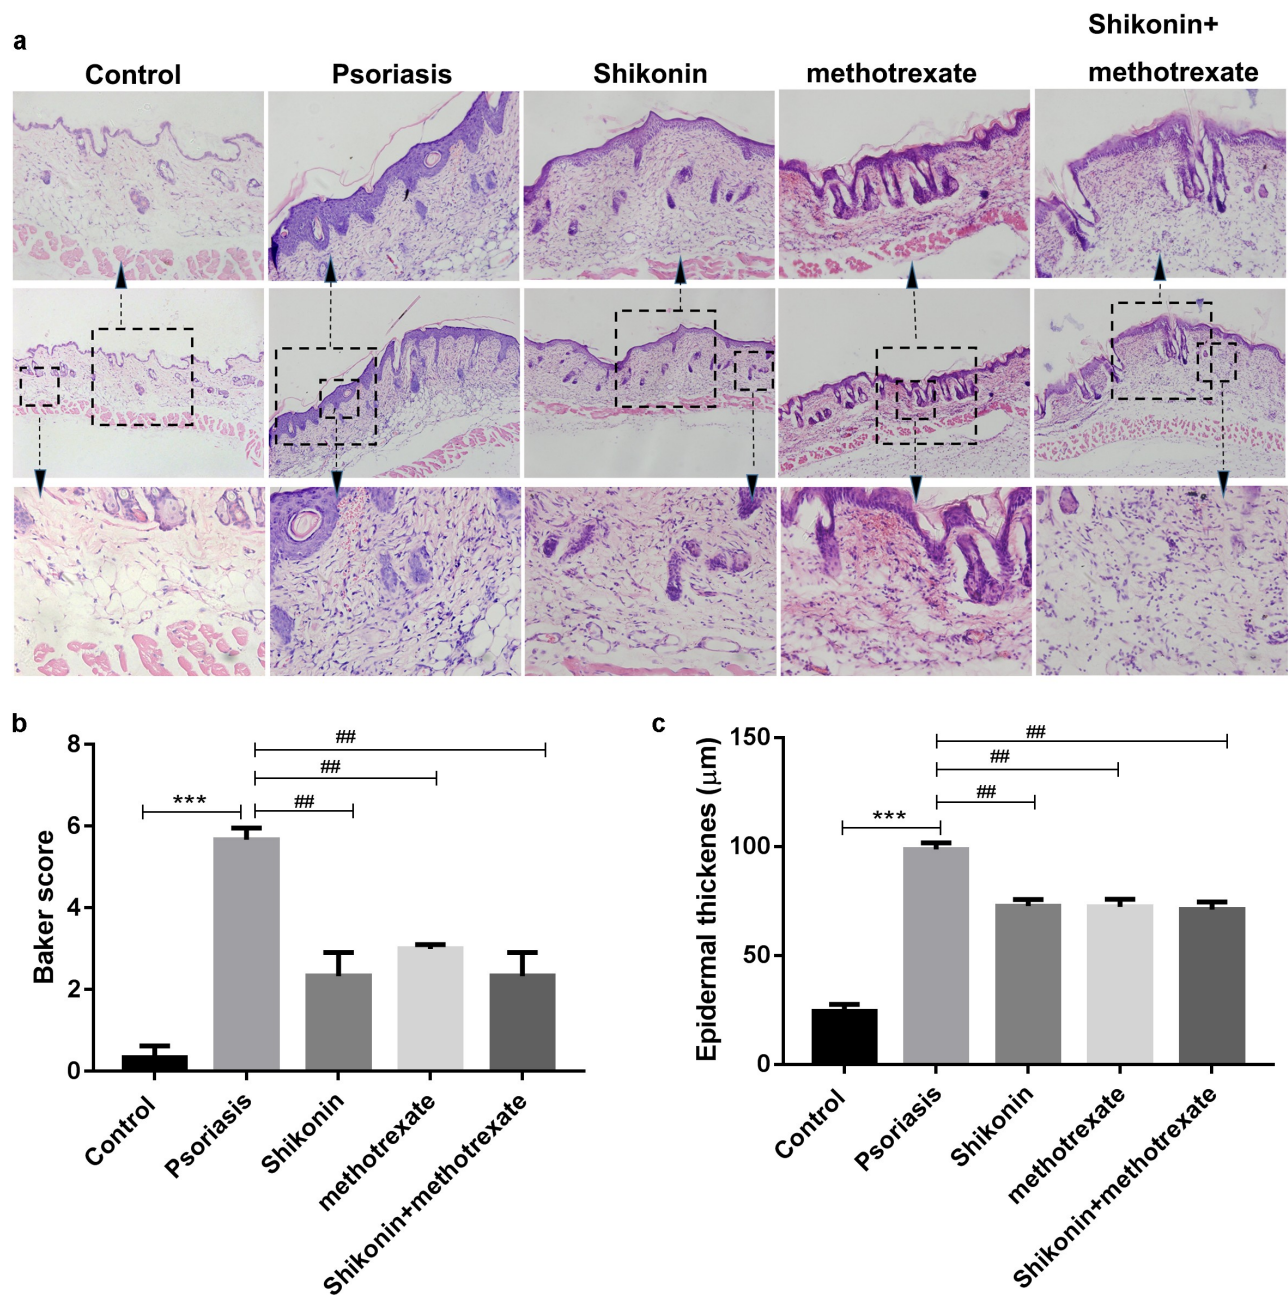 a
Control
Psoriasis
Shikonin
methotrexate
Shikonin+
methotrexate
b
Baker score
8
6
4
2
0
***
##
##
##
Control
Psoriasis
Shikonin
methotrexate
Shikonin+methotrexate
c
Epidermal thickenes (μm)
150
100
50
0
***
##
##
##
Control
Psoriasis
Shikonin
methotrexate
Shikonin+methotrexate